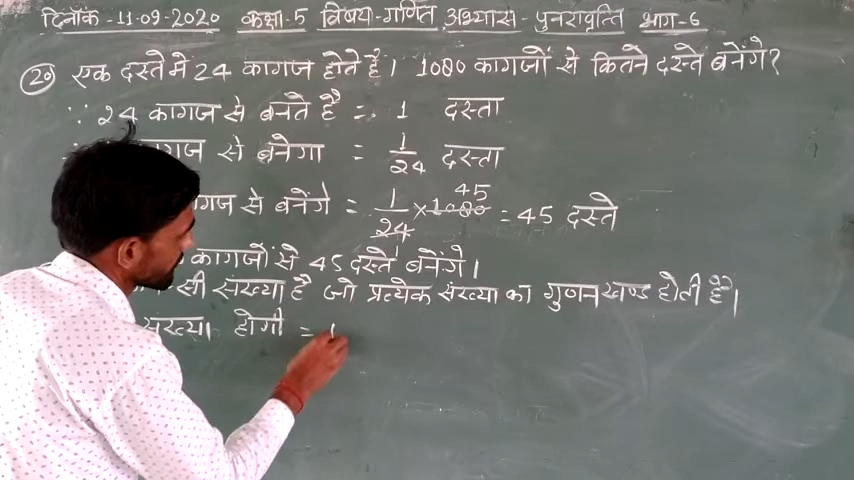 दिनाँक -11-09-2020 कक्षा-5 विषय-गणित अभ्यास - पुनरावृत्ति भाग-6
20 एक दस्ते में 24 कागज होते हैं। 1080 कागजों से कितने दस्ते बनेंगे?
∵ 24 कागज से बनते हैं = 1 दस्ता
कागज से बनेगा = 1/24 दस्ता
से बनेंगे = 1/24 × 1080 45 = 45 दस्ते
कागजों से 45 दस्ते बनेंगे।
सी संख्या है जो प्रत्येक संख्या का गुणनखण्ड होती है।
संख्या होगी = 1